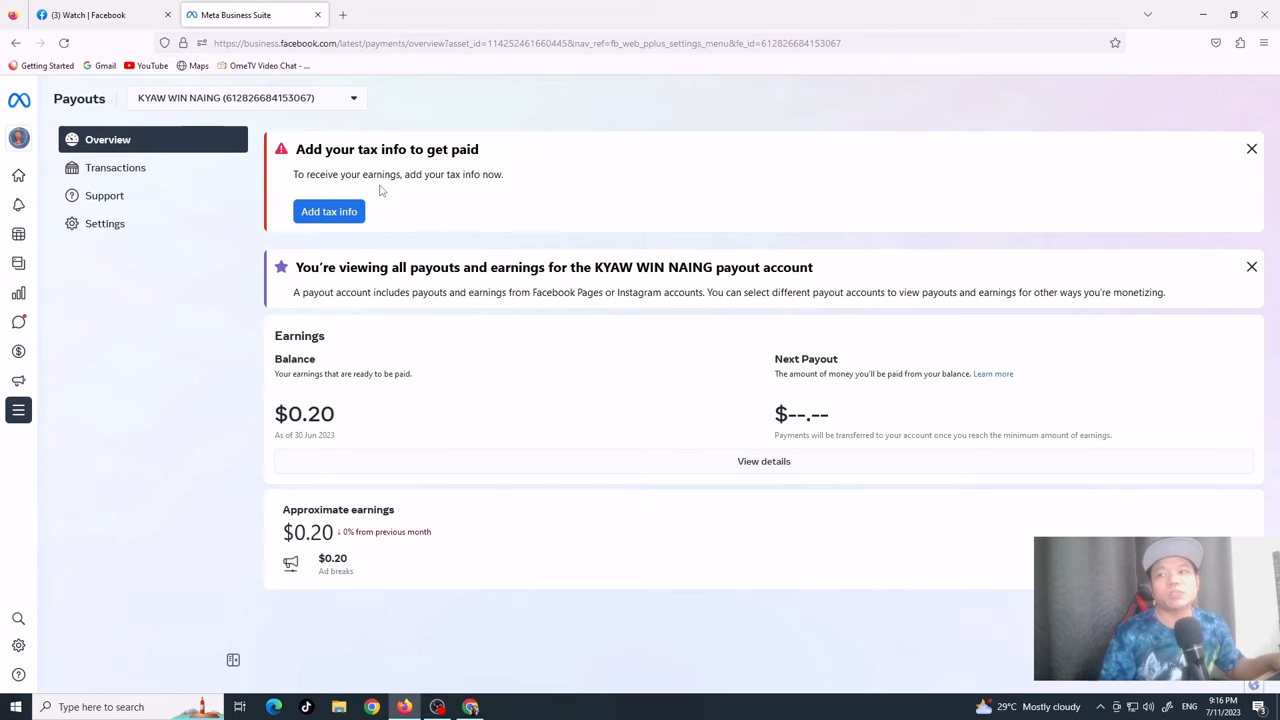 (3) Watch | Facebook
Meta Business Suite
https://business.facebook.com/latest/payments/overview?asset_id=114252461660445&nav_ref=fb_web_pplus_settings_menu&fe_id=612826684153067
Getting Started
Gmail
YouTube
Maps
OmeTV Video Chat - ...
Payouts
KYAW WIN NAING (612826684153067)
Overview
Transactions
Support
Settings
Add your tax info to get paid
To receive your earnings, add your tax info now.
Add tax info
You're viewing all payouts and earnings for the KYAW WIN NAING payout account
A payout account includes payouts and earnings from Facebook Pages or Instagram accounts. You can select different payout accounts to view payouts and earnings for other ways you're monetizing.
Earnings
Balance
Your earnings that are ready to be paid.
$0.20
As of 30 Jun 2023
Next Payout
The amount of money you'll be paid from your balance. Learn more
$--.--
Payments will be transferred to your account once you reach the minimum amount of earnings.
View details
Approximate earnings
$0.20 ↓ 0% from previous month
$0.20
Ad breaks
Type here to search
29°C Mostly cloudy
9:16 PM
7/11/2023
3